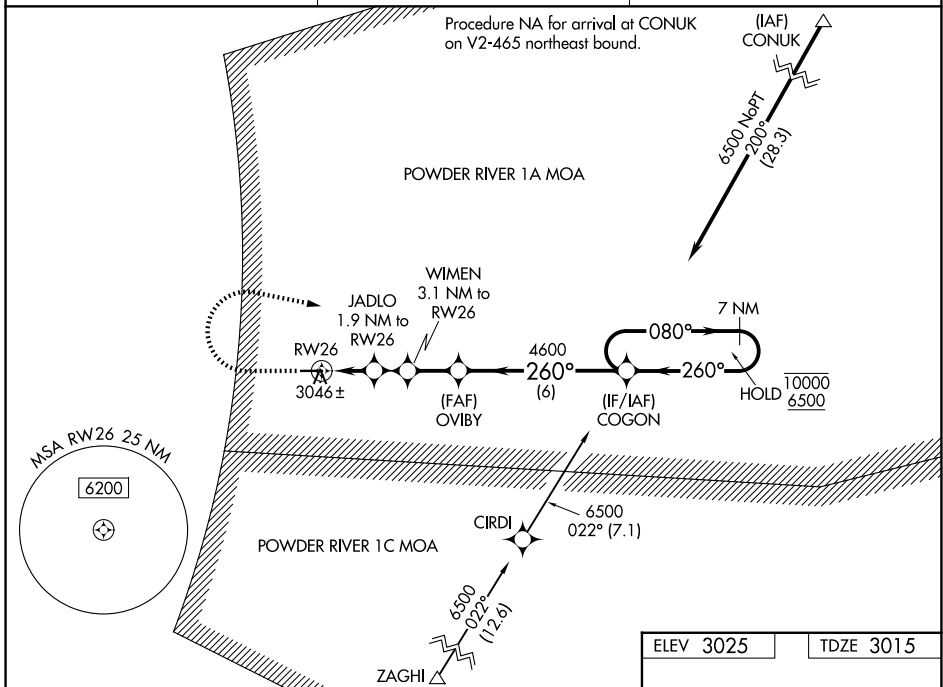 Procedure NA for arrival at CONUK
on V2-465 northeast bound.
(IAF)
CONUK
6500 NoPT
200°
(28.3)
POWDER RIVER 1A MOA
WIMEN
3.1 NM to
RW26
JADLO
1.9 NM to
RW26
7 NM
080°
RW26
3046±
4600
260°
(6)
260°
HOLD
10000
6500
(FAF)
OVIBY
(IF/IAF)
COGON
MSA RW26 25 NM
6200
CIRDI
6500
022° (7.1)
POWDER RIVER 1C MOA
6500
022°
(12.6)
ZAGHI
ELEV 3025
TDZE 3015